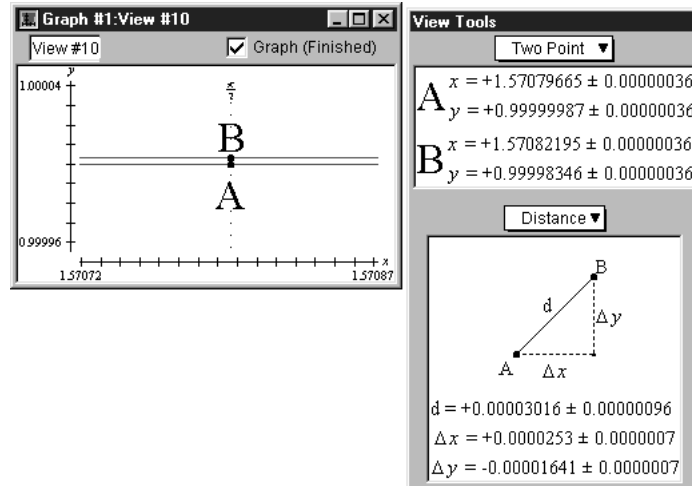 Graph #1:View #10
View #10
Graph (Finished)
y
1.00004
π
2
B
A
0.99996
x
1.57072
1.57087
View Tools
Two Point ▼
A x = +1.57079665 ± 0.00000036
y = +0.99999987 ± 0.00000036
B x = +1.57082195 ± 0.00000036
y = +0.99998346 ± 0.00000036
Distance ▼
B
d
Δy
A
Δx
d = +0.00003016 ± 0.00000096
Δx = +0.0000253 ± 0.0000007
Δy = -0.00001641 ± 0.0000007